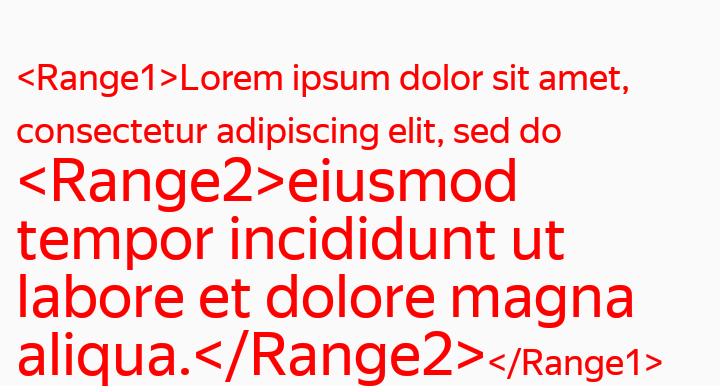 <Range1>Lorem ipsum dolor sit amet,
consectetur adipiscing elit, sed do
<Range2>eiusmod
tempor incididunt ut
labore et dolore magna
aliqua.</Range2></Range1>